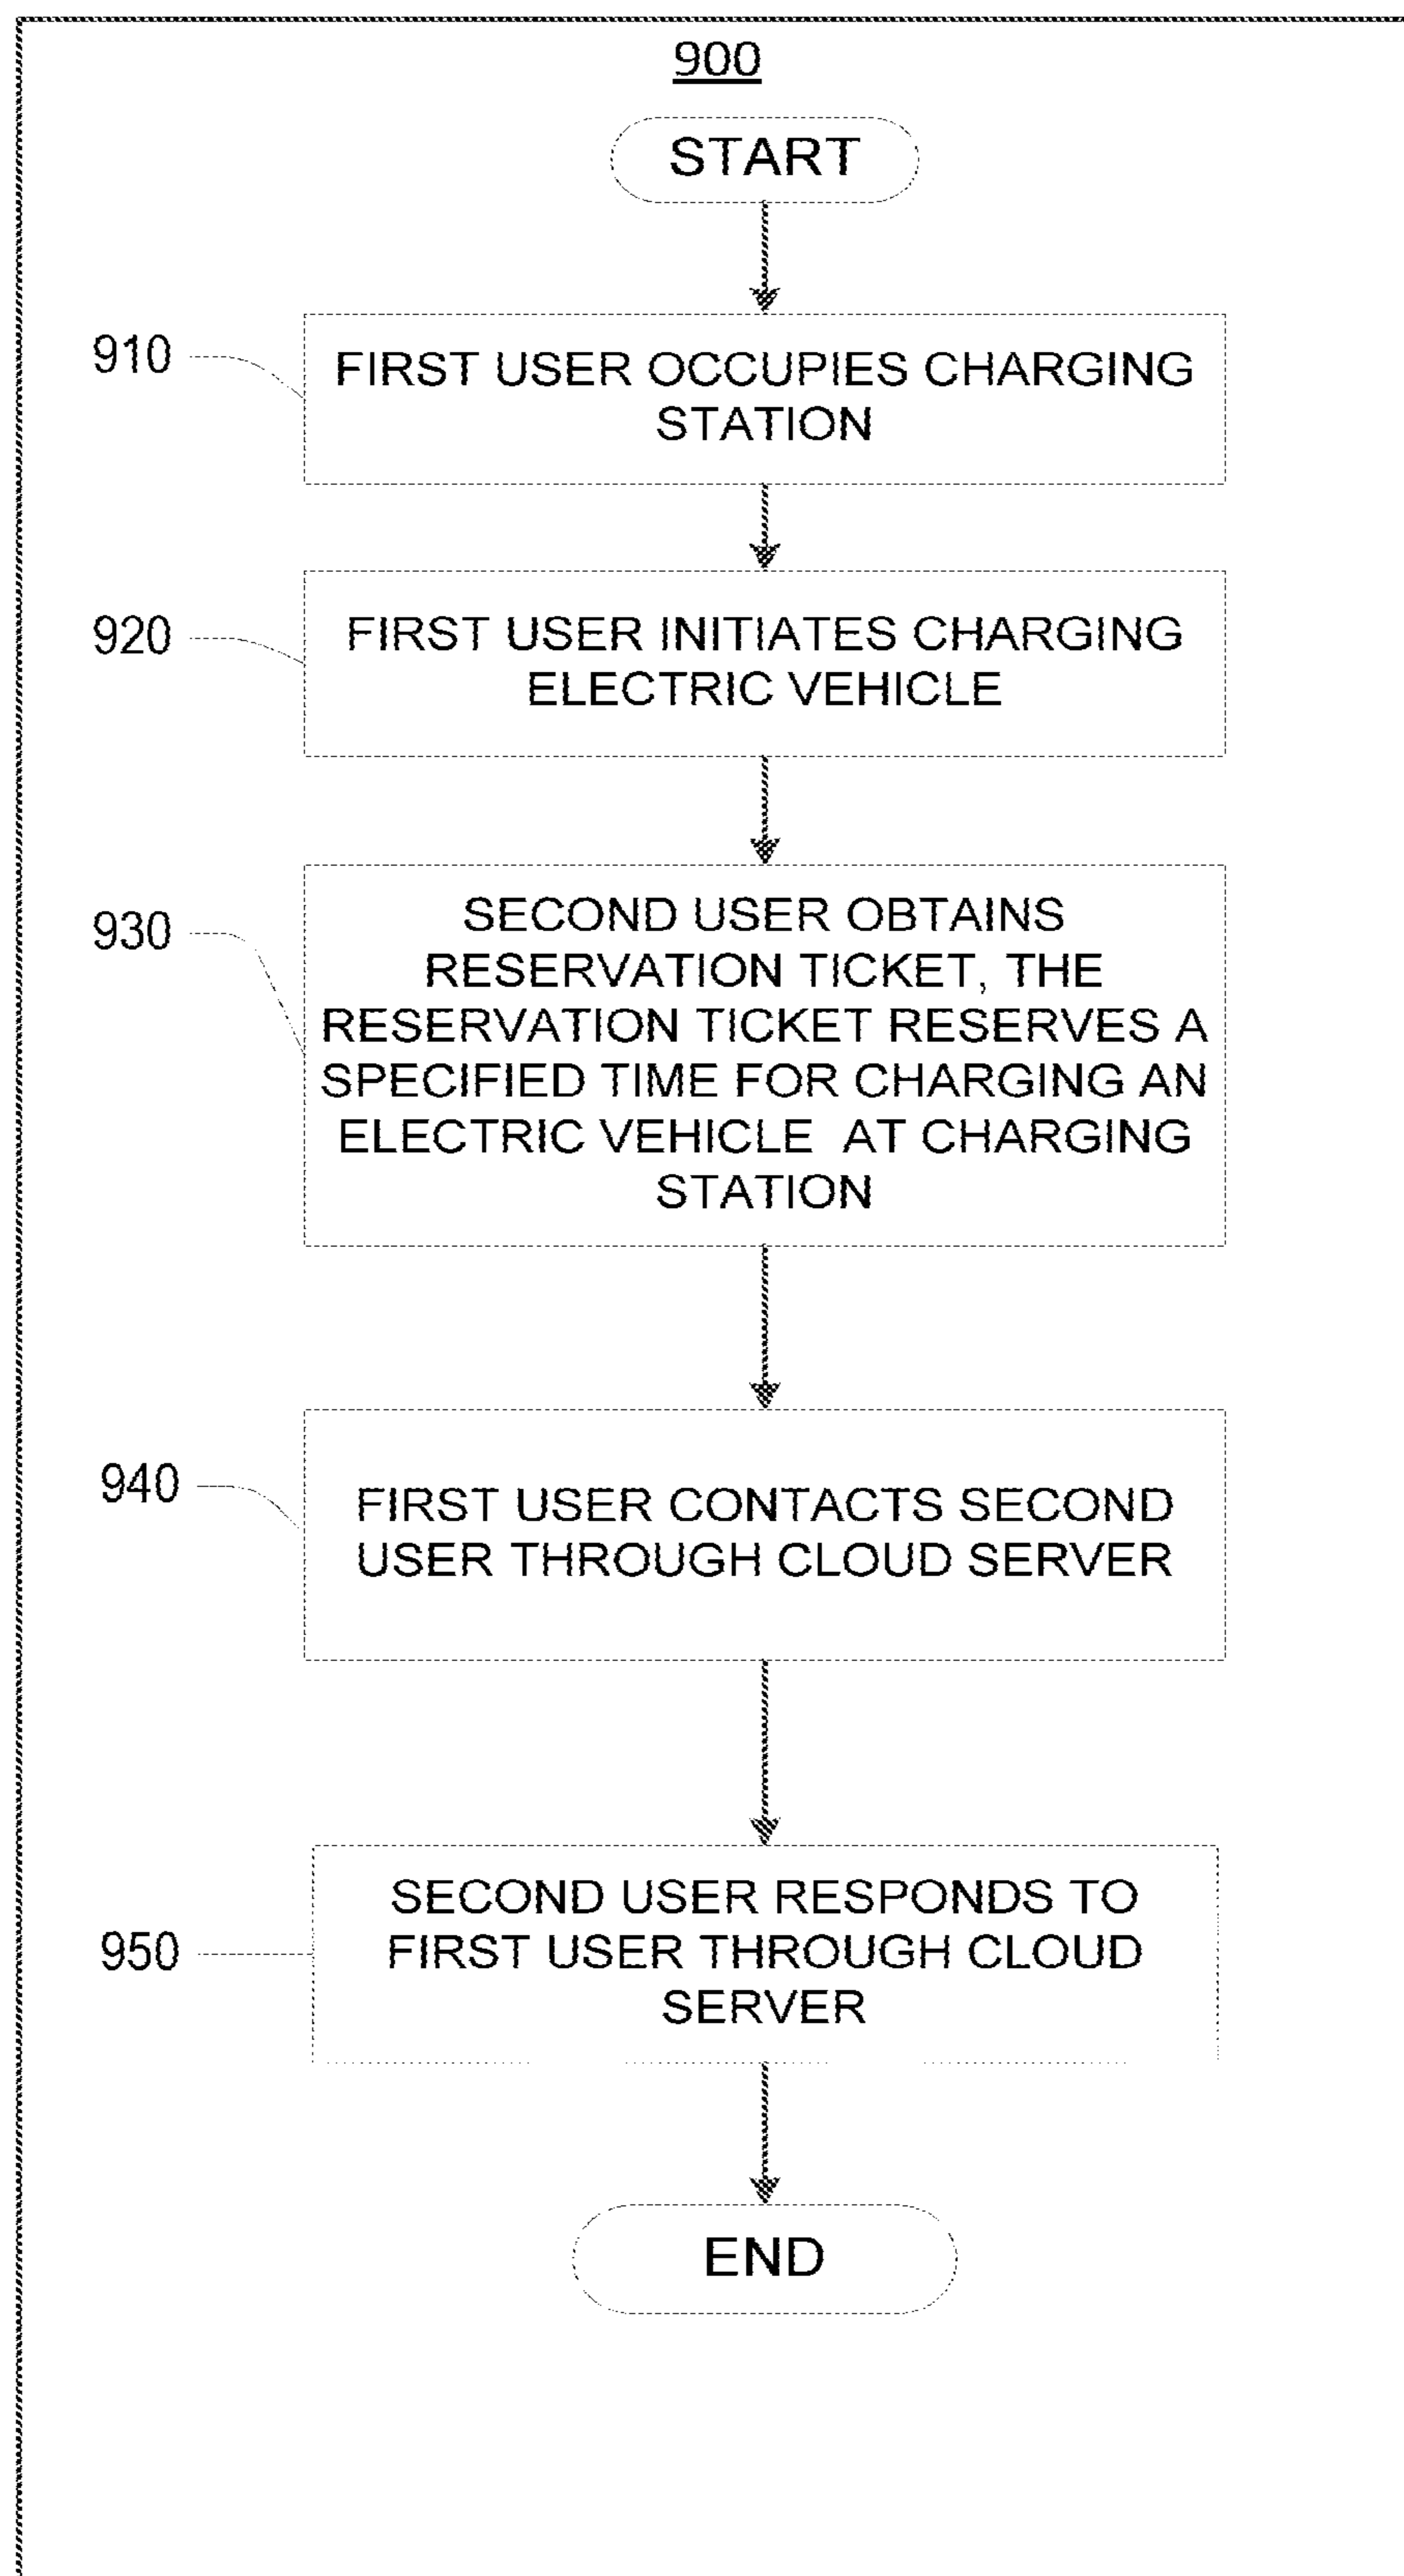 900
START
910
FIRST USER OCCUPIES CHARGING
STATION
920
FIRST USER INITIATES CHARGING
ELECTRIC VEHICLE
930
SECOND USER OBTAINS
RESERVATION TICKET, THE
RESERVATION TICKET RESERVES A
SPECIFIED TIME FOR CHARGING AN
ELECTRIC VEHICLE AT CHARGING
STATION
940
FIRST USER CONTACTS SECOND
USER THROUGH CLOUD SERVER
950
SECOND USER RESPONDS TO
FIRST USER THROUGH CLOUD
SERVER
END